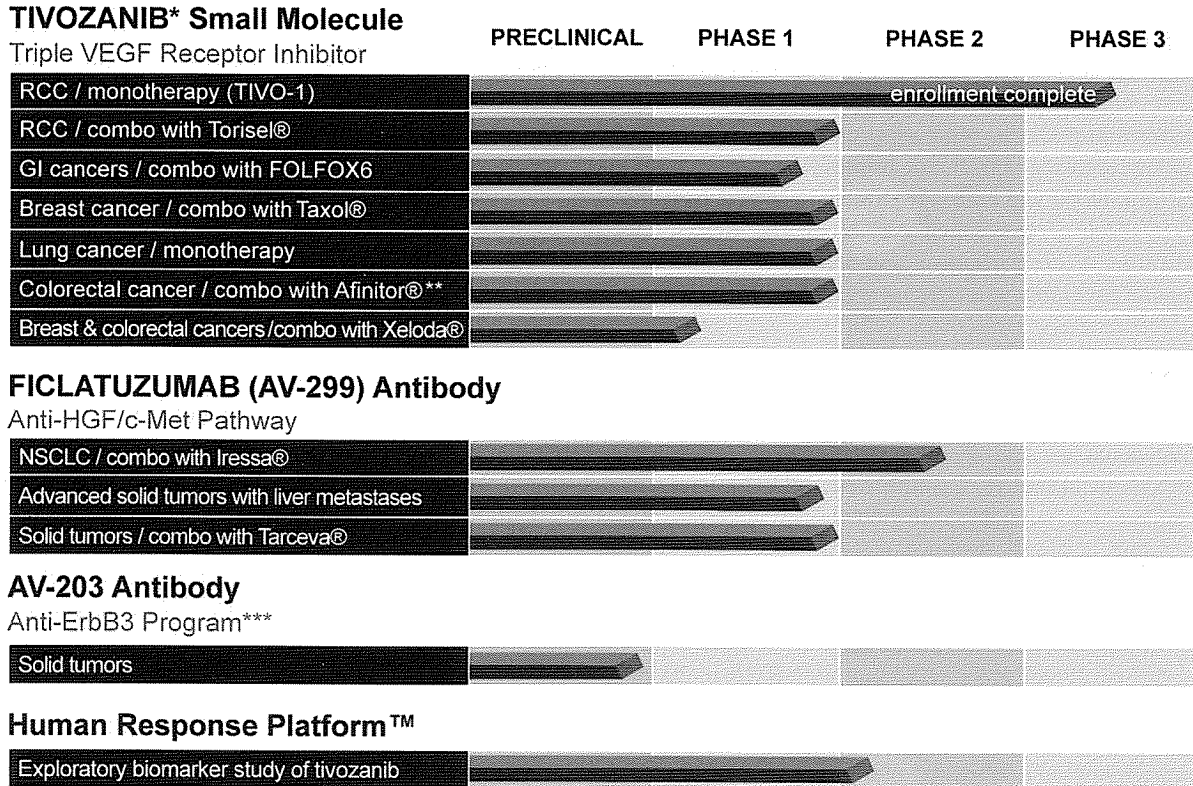 TIVOZANIB* Small Molecule
Triple VEGF Receptor Inhibitor
PRECLINICAL PHASE 1 PHASE 2 PHASE 3
RCC / monotherapy (TIVO-1)
enrollment complete
RCC / combo with Torisel®
GI cancers / combo with FOLFOX6
Breast cancer / combo with Taxol®
Lung cancer / monotherapy
Colorectal cancer / combo with Afinitor®**
Breast & colorectal cancers/combo with Xeloda®
FICLATUZUMAB (AV-299) Antibody
Anti-HGF/c-Met Pathway
NSCLC / combo with Iressa®
Advanced solid tumors with liver metastases
Solid tumors / combo with Tarceva®
AV-203 Antibody
Anti-ErbB3 Program***
Solid tumors
Human Response Platform™
Exploratory biomarker study of tivozanib